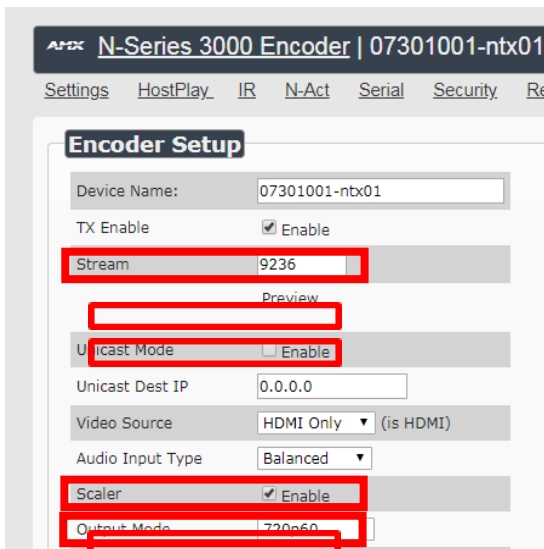 AMX N-Series 3000 Encoder | 07301001-ntx01
Settings HostPlay IR N-Act Serial Security Re
Encoder Setup
Device Name: 07301001-ntx01
TX Enable Enable
Stream 9236
Preview
Unicast Mode Enable
Unicast Dest IP 0.0.0.0
Video Source HDMI Only (is HDMI)
Audio Input Type Balanced
Scaler Enable
Output Mode 720p60